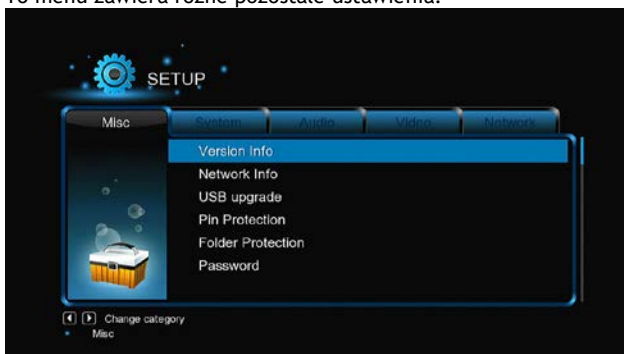 To menu zawiera różne pozostałe ustawienia.
SETUP
Misc System Audio Video Network
Version Info
Network Info
USB upgrade
Pin Protection
Folder Protection
Password
Change category
Misc